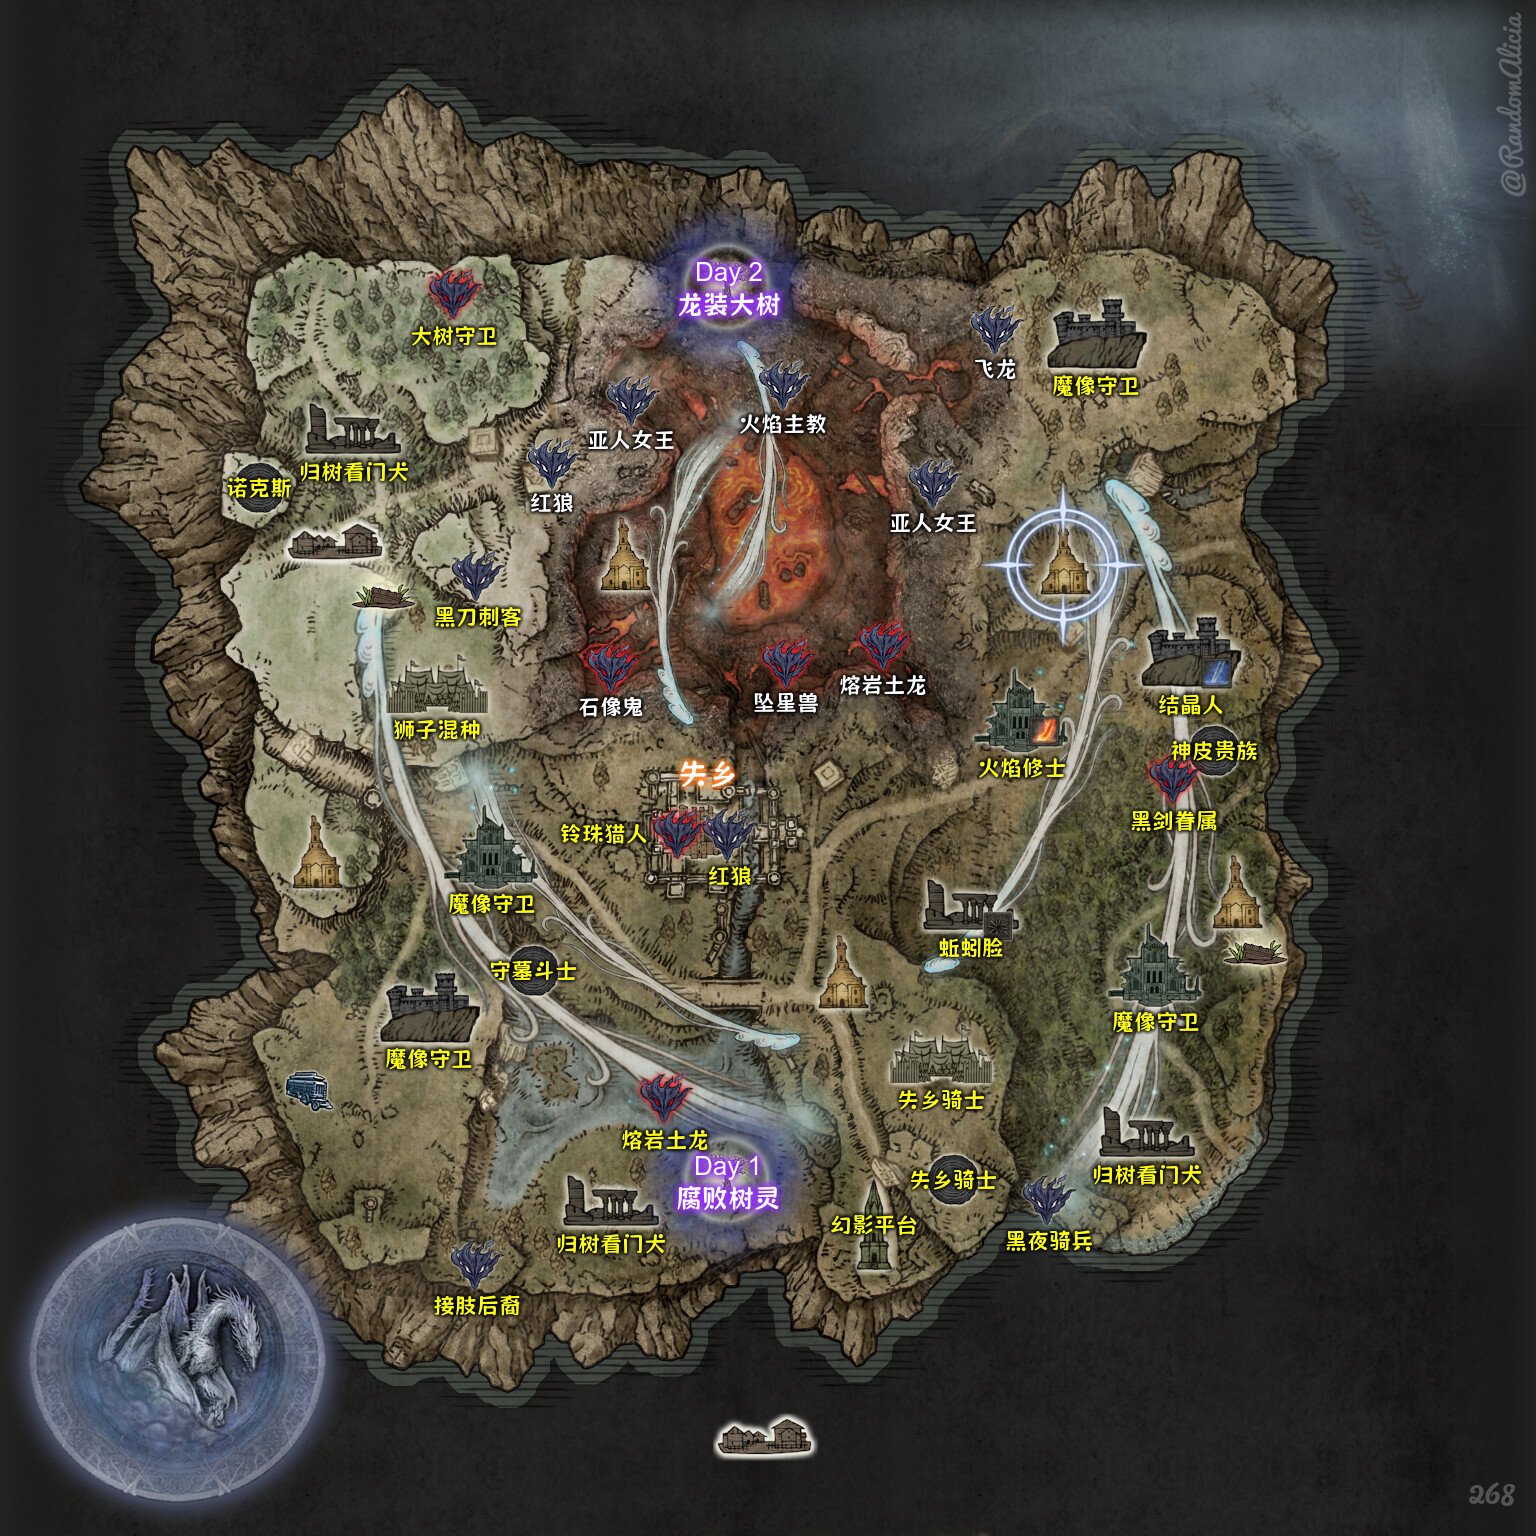 @RandomAlicia
Day 2
龙装大树
大树守卫
飞龙
魔像守卫
火焰主教
亚人女王
归树看门犬
诺克斯
红狼
亚人女王
黑刀刺客
石像鬼
坠星兽
熔岩土龙
结晶人
狮子混种
神皮贵族
火焰修士
失乡
黑剑眷属
铃珠猎人
红狼
魔像守卫
蚯蚓脸
守墓斗士
魔像守卫
魔像守卫
失乡骑士
熔岩土龙
Day 1
腐败树灵
归树看门犬
失乡骑士
幻影平台
黑夜骑兵
归树看门犬
接肢后裔
268